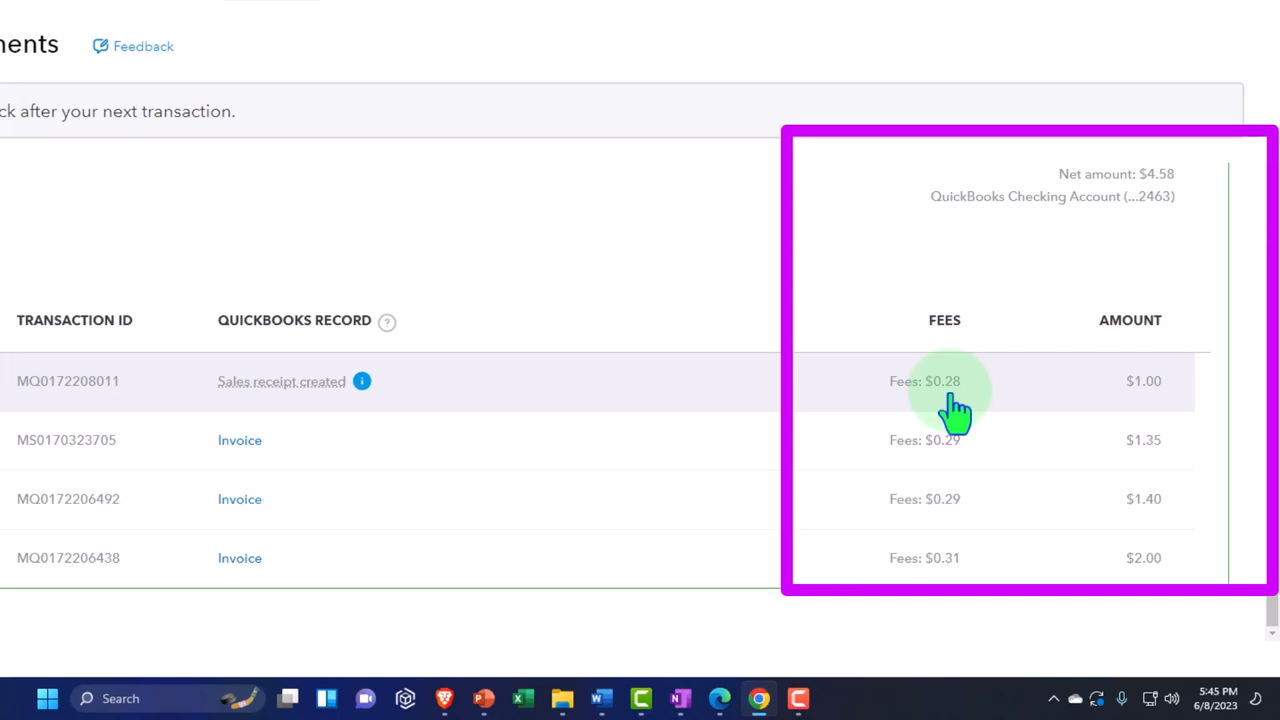 nents
Feedback
ck after your next transaction.
Net amount: $4.58
QuickBooks Checking Account (...2463)
TRANSACTION ID QUICKBOOKS RECORD ? FEES AMOUNT
MQ0172208011 Sales receipt created i Fees: $0.28 $1.00
MS0170323705 Invoice Fees: $0.29 $1.35
MQ0172206492 Invoice Fees: $0.29 $1.40
MQ0172206438 Invoice Fees: $0.31 $2.00
Search
5:45 PM
6/8/2023